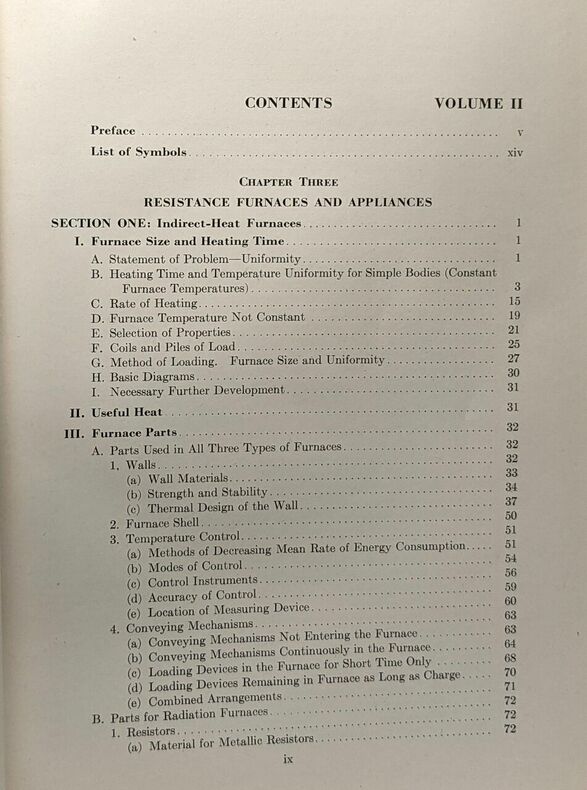 CONTENTS VOLUME II
Preface v
List of Symbols xiv
CHAPTER THREE
RESISTANCE FURNACES AND APPLIANCES
SECTION ONE: Indirect-Heat Furnaces 1
I. Furnace Size and Heating Time 1
A. Statement of Problem—Uniformity 1
B. Heating Time and Temperature Uniformity for Simple Bodies (Constant
Furnace Temperatures) 3
C. Rate of Heating 15
D. Furnace Temperature Not Constant 19
E. Selection of Properties 21
F. Coils and Piles of Load 25
G. Method of Loading. Furnace Size and Uniformity 27
H. Basic Diagrams 30
I. Necessary Further Development 31
II. Useful Heat 31
III. Furnace Parts 32
A. Parts Used in All Three Types of Furnaces 32
1. Walls 32
(a) Wall Materials 33
(b) Strength and Stability 34
(c) Thermal Design of the Wall 37
2. Furnace Shell 50
3. Temperature Control 51
(a) Methods of Decreasing Mean Rate of Energy Consumption 51
(b) Modes of Control 54
(c) Control Instruments 56
(d) Accuracy of Control 59
(e) Location of Measuring Device 60
4. Conveying Mechanisms 63
(a) Conveying Mechanisms Not Entering the Furnace 63
(b) Conveying Mechanisms Continuously in the Furnace 64
(c) Loading Devices in the Furnace for Short Time Only 68
(d) Loading Devices Remaining in Furnace as Long as Charge 70
(e) Combined Arrangements 71
B. Parts for Radiation Furnaces 72
1. Resistors 72
(a) Material for Metallic Resistors 72
ix